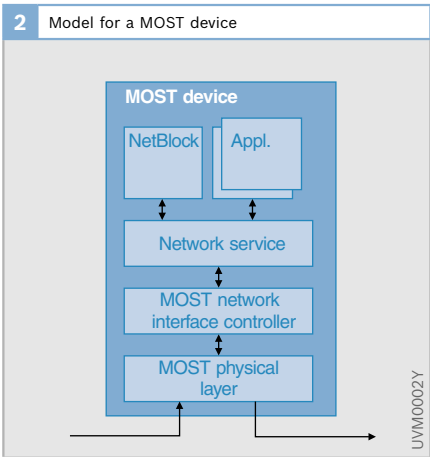 2 Model for a MOST device
MOST device
NetBlock
Appl.
Network service
MOST network
interface controller
MOST physical
layer
UVM0002Y